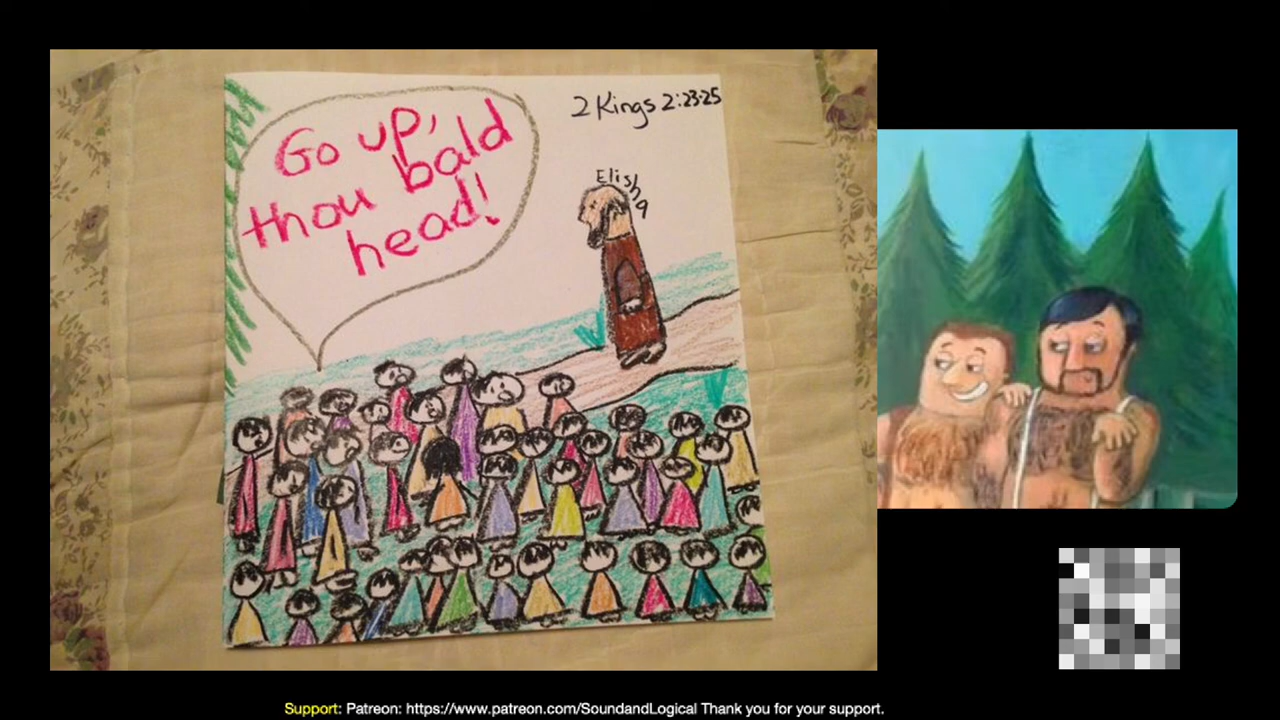 Go up,
thou bald
head!
2 Kings 2:23-25
Elisha
Support: Patreon: https://www.patreon.com/SoundandLogical Thank you for your support.